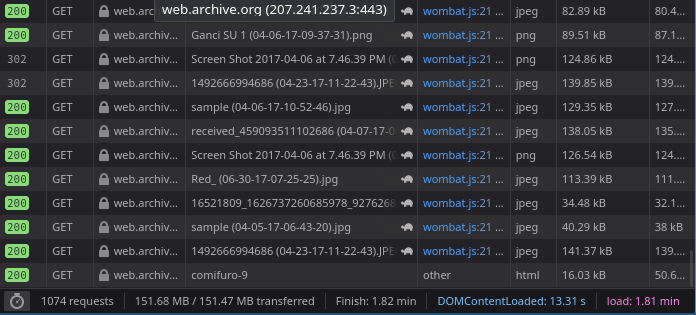 web.archive.org (207.241.237.3:443)
200 GET web.arc wombat.js:21 ... jpeg 82.89 kB 80.4...
200 GET web.archiv... Ganci SU 1 (04-06-17-09-37-31).png wombat.js:21 ... png 89.51 kB 87.1...
302 GET web.archiv... Screen Shot 2017-04-06 at 7.46.39 PM (0 wombat.js:21 ... png 124.86 kB 124....
302 GET web.archiv... 1492666994686 (04-23-17-11-22-43).JPE wombat.js:21 ... jpeg 139.85 kB 139....
200 GET web.archiv... sample (04-06-17-10-52-46).jpg wombat.js:21 ... jpeg 129.35 kB 127....
200 GET web.archiv... received_459093511102686 (04-07-17-0 wombat.js:21 ... jpeg 138.05 kB 135....
200 GET web.archiv... Screen Shot 2017-04-06 at 7.46.39 PM (0 wombat.js:21 ... png 126.54 kB 124....
200 GET web.archiv... Red_ (06-30-17-07-25-25).jpg wombat.js:21 ... jpeg 113.39 kB 111....
200 GET web.archiv... 16521809_1626737260685978_9276268 wombat.js:21 ... jpeg 34.48 kB 32.1...
200 GET web.archiv... sample (04-05-17-06-43-20).jpg wombat.js:21 ... jpeg 40.29 kB 38 kB
200 GET web.archiv... 1492666994686 (04-23-17-11-22-43).JPE wombat.js:21 ... jpeg 141.37 kB 139....
200 GET web.archiv... comifuro-9 other html 16.03 kB 50.6...
1074 requests 151.68 MB / 151.47 MB transferred Finish: 1.82 min DOMContentLoaded: 13.31 s load: 1.81 min